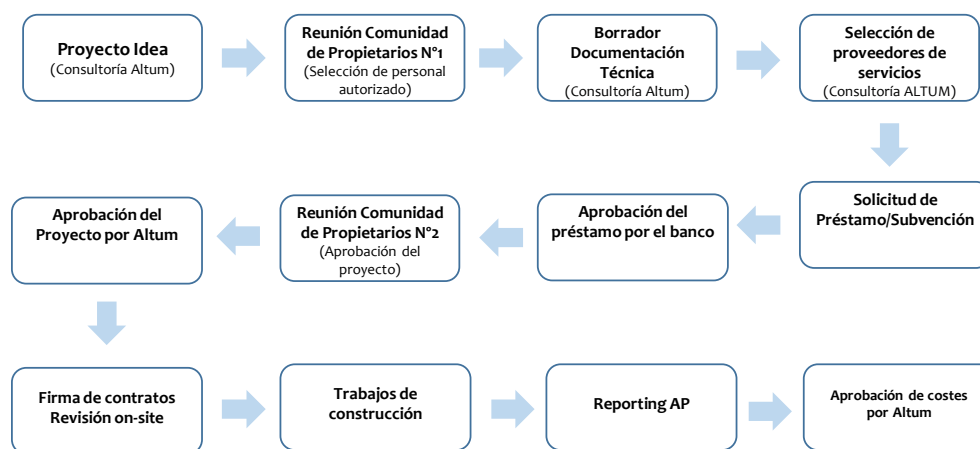 Proyecto Idea
(Consultoría Altum)
Reunión Comunidad
de Propietarios N°1
(Selección de personal
autorizado)
Borrador
Documentación
Técnica
(Consultoría Altum)
Selección de
proveedores de
servicios
(Consultoría ALTUM)
Solicitud de
Préstamo/Subvención
Aprobación del
préstamo por el banco
Reunión Comunidad
de Propietarios N°2
(Aprobación del
proyecto)
Aprobación del
Proyecto por Altum
Firma de contratos
Revisión on-site
Trabajos de
construcción
Reporting AP
Aprobación de costes
por Altum